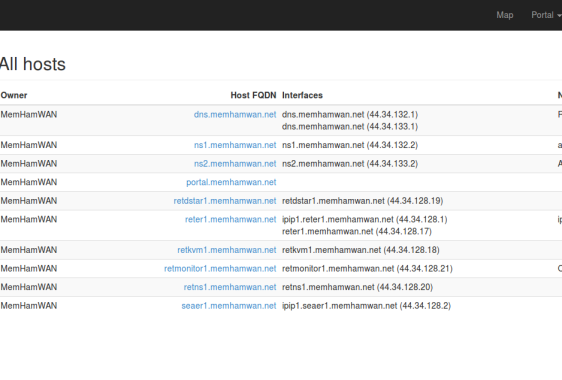 Map Portal
All hosts
Owner Host FQDN Interfaces
MemHamWAN dns.memhamwan.net dns.memhamwan.net (44.34.132.1)
dns.memhamwan.net (44.34.133.1)
MemHamWAN ns1.memhamwan.net ns1.memhamwan.net (44.34.132.2)
MemHamWAN ns2.memhamwan.net ns2.memhamwan.net (44.34.133.2)
MemHamWAN portal.memhamwan.net
MemHamWAN retdstar1.memhamwan.net retdstar1.memhamwan.net (44.34.128.19)
MemHamWAN reter1.memhamwan.net ipip1.reter1.memhamwan.net (44.34.128.1)
reter1.memhamwan.net (44.34.128.17)
MemHamWAN retkvm1.memhamwan.net retkvm1.memhamwan.net (44.34.128.18)
MemHamWAN retmonitor1.memhamwan.net retmonitor1.memhamwan.net (44.34.128.21)
MemHamWAN retns1.memhamwan.net retns1.memhamwan.net (44.34.128.20)
MemHamWAN seaer1.memhamwan.net ipip1.seaer1.memhamwan.net (44.34.128.2)